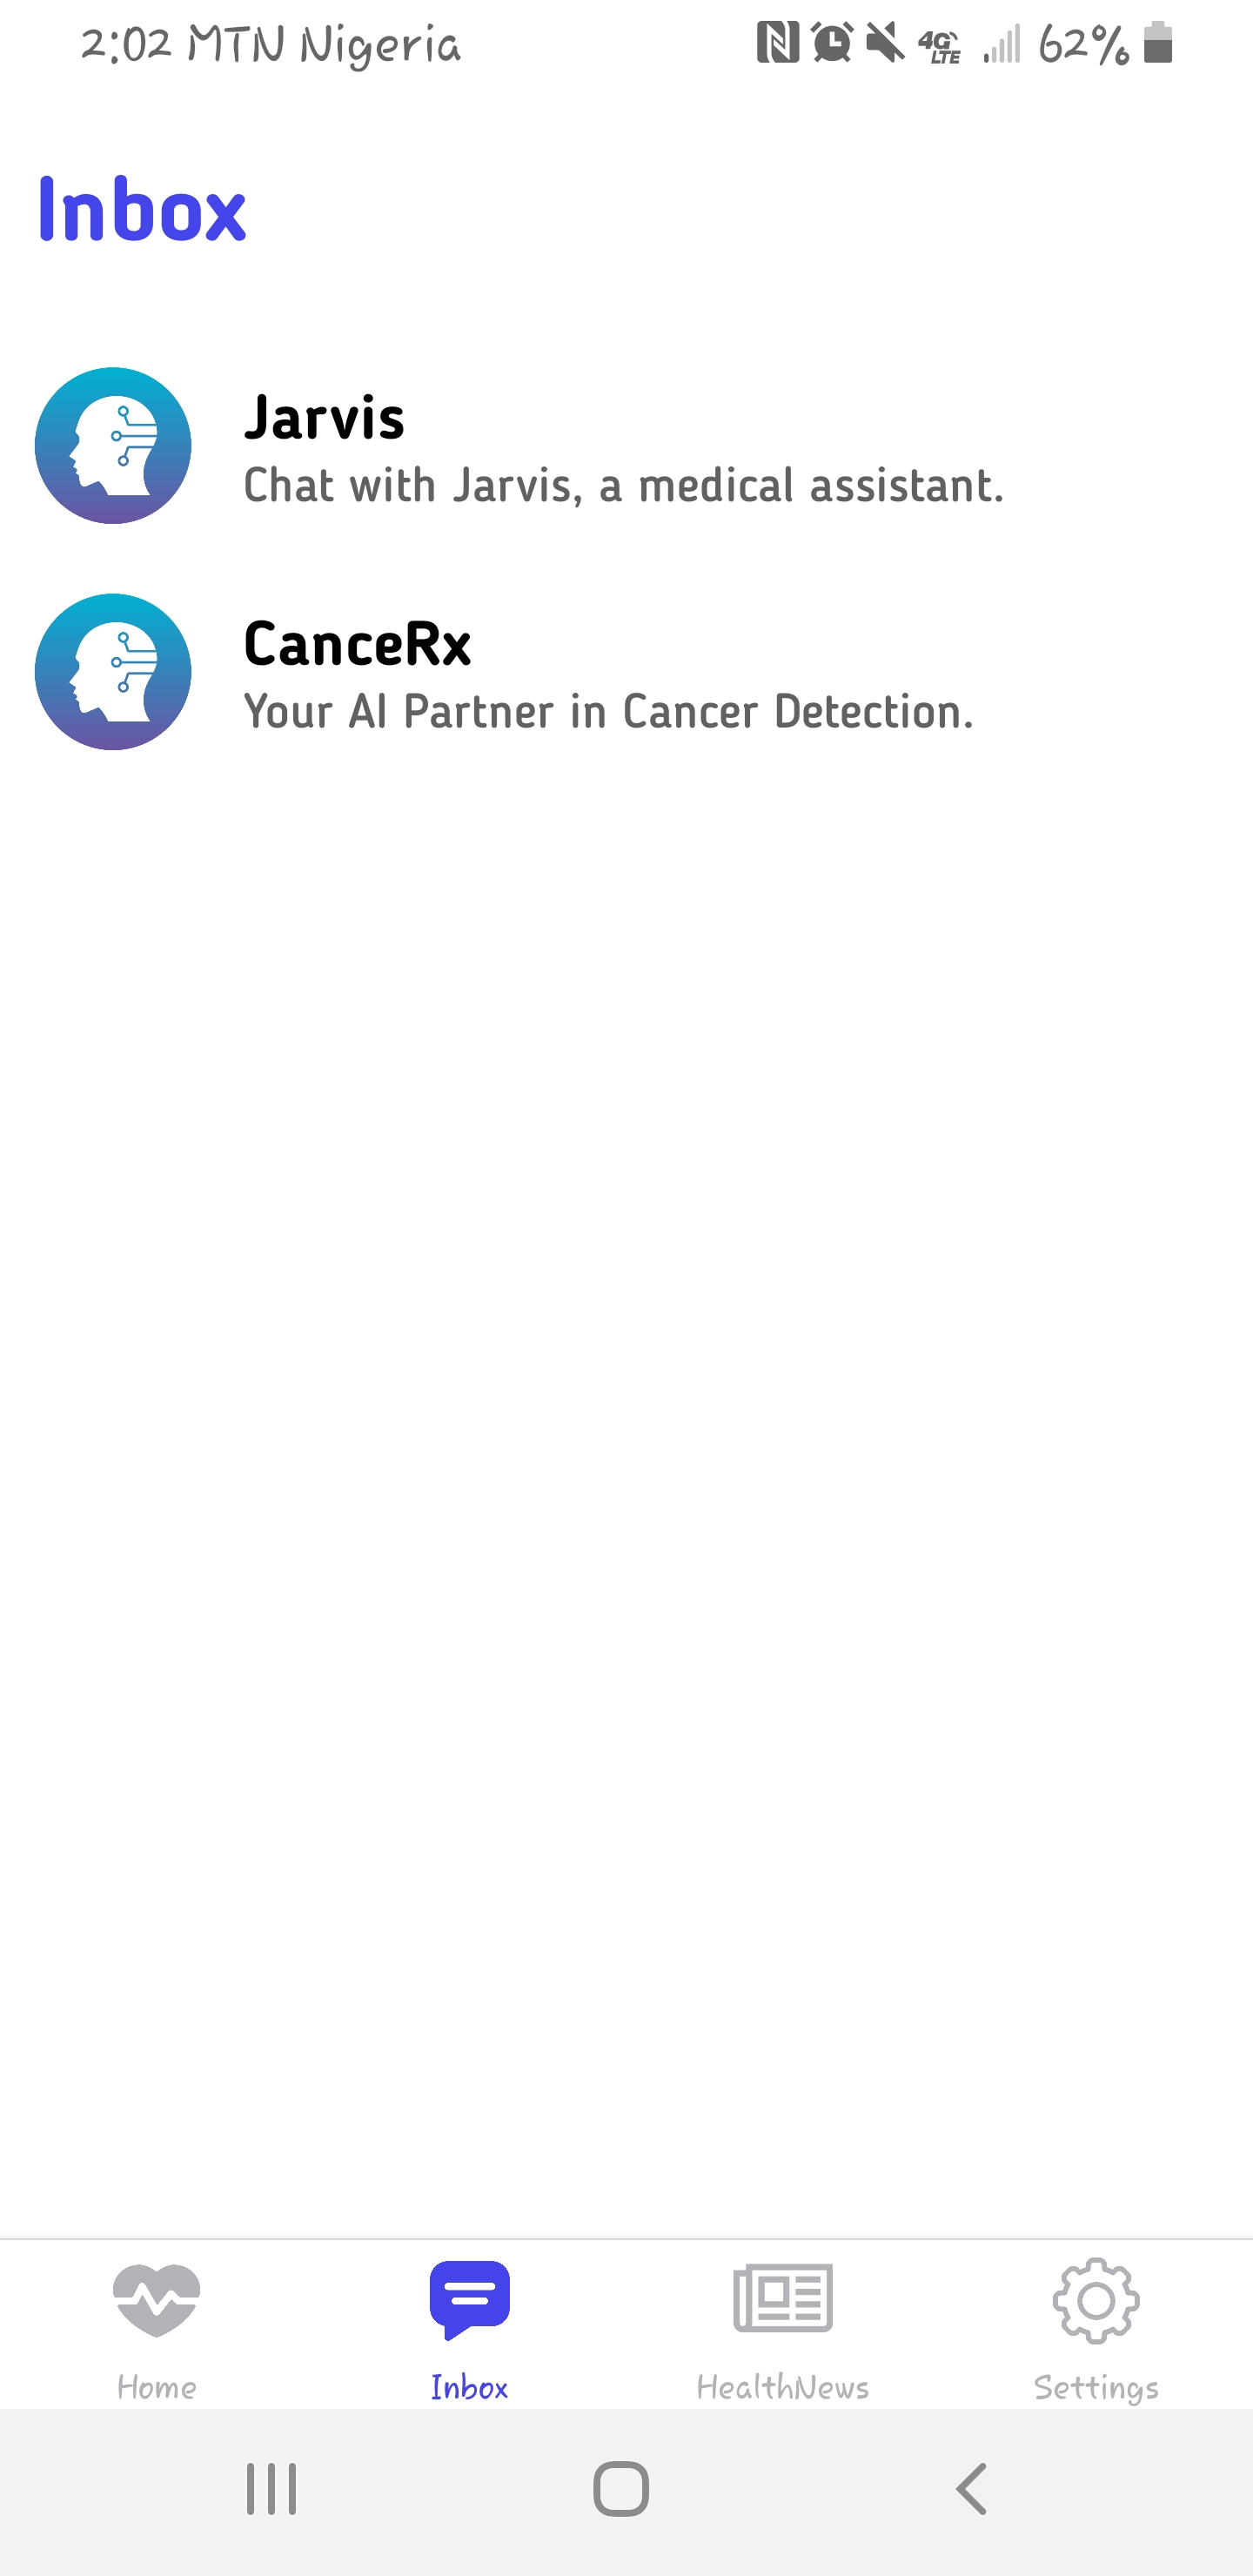 2:02 MTN Nigeria 4G LTE 62%
Inbox
Jarvis
Chat with Jarvis, a medical assistant.
CanceRx
Your AI Partner in Cancer Detection.
Home Inbox HealthNews Settings